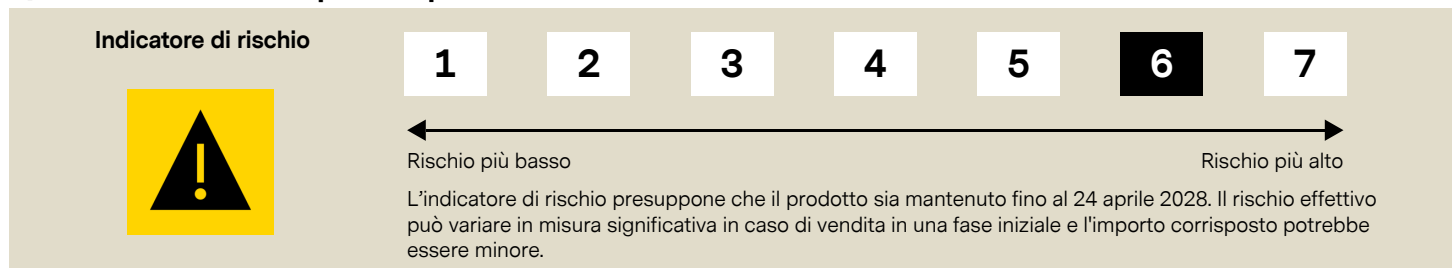 Indicatore di rischio
1 2 3 4 5 6 7
Rischio più basso Rischio più alto
L'indicatore di rischio presuppone che il prodotto sia mantenuto fino al 24 aprile 2028. Il rischio effettivo
può variare in misura significativa in caso di vendita in una fase iniziale e l'importo corrisposto potrebbe
essere minore.